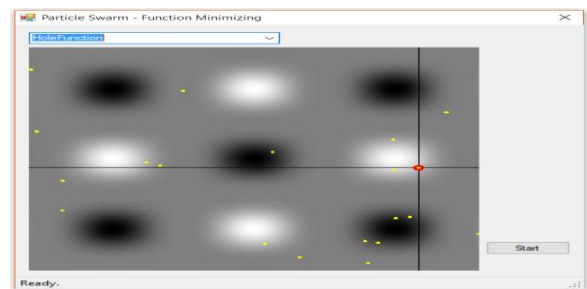 Particle Swarm - Function Minimizing
HoleFunction
Start
Ready.